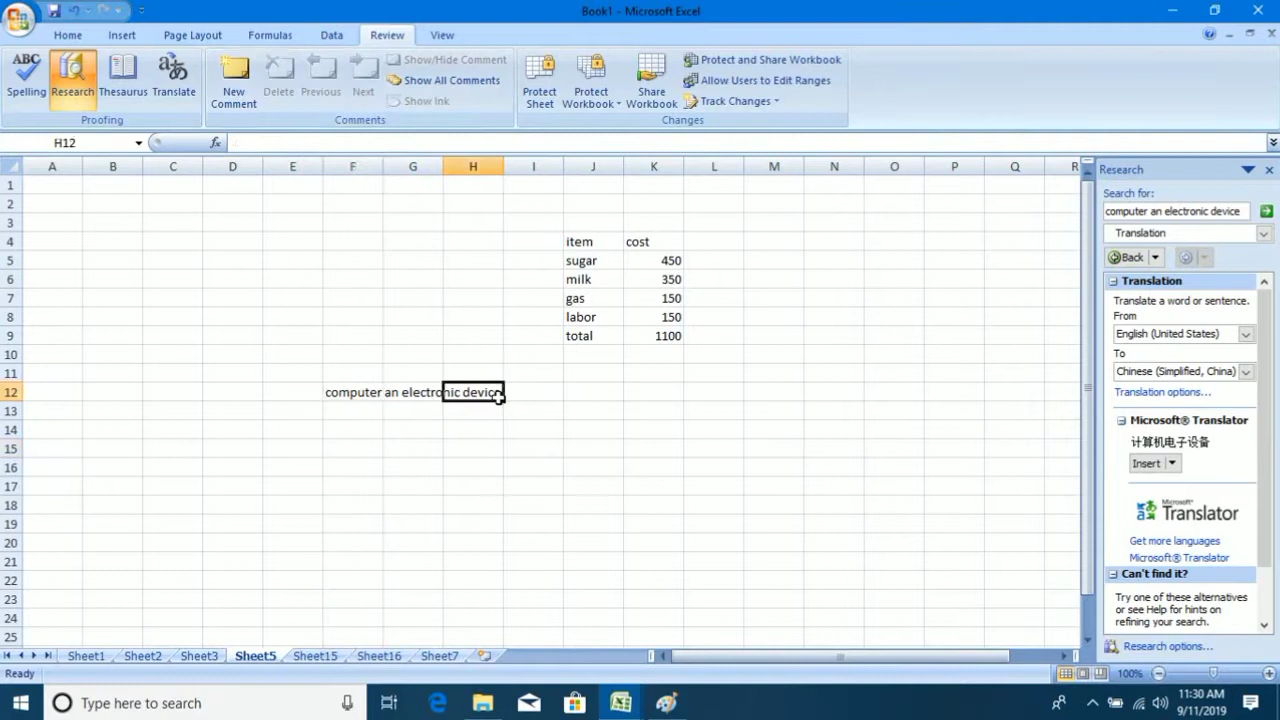 Book1 - Microsoft Excel
Home Insert Page Layout Formulas Data Review View
ABC
Spelling Research Thesaurus Translate
Proofing
New Comment Delete Previous Next
Show/Hide Comment
Show All Comments
Show Ink
Comments
Protect Sheet Protect Workbook Share Workbook
Protect and Share Workbook
Allow Users to Edit Ranges
Track Changes
Changes
H12 fx
A B C D E F G H I J K L M N O P Q R
1
2
3
4 item cost
5 sugar 450
6 milk 350
7 gas 150
8 labor 150
9 total 1100
10
11
12 computer an electronic device
13
14
15
16
17
18
19
20
21
22
23
24
25
Research
Search for:
computer an electronic device
Translation
Back
Translation
Translate a word or sentence.
From
English (United States)
To
Chinese (Simplified, China)
Translation options...
Microsoft® Translator
计算机电子设备
Insert
Microsoft® Translator
Get more languages
Microsoft® Translator
Can't find it?
Try one of these alternatives
or see Help for hints on
refining your search.
Research options...
Sheet1 Sheet2 Sheet3 Sheet5 Sheet15 Sheet16 Sheet7
Ready 100%
Type here to search
11:30 AM
9/11/2019